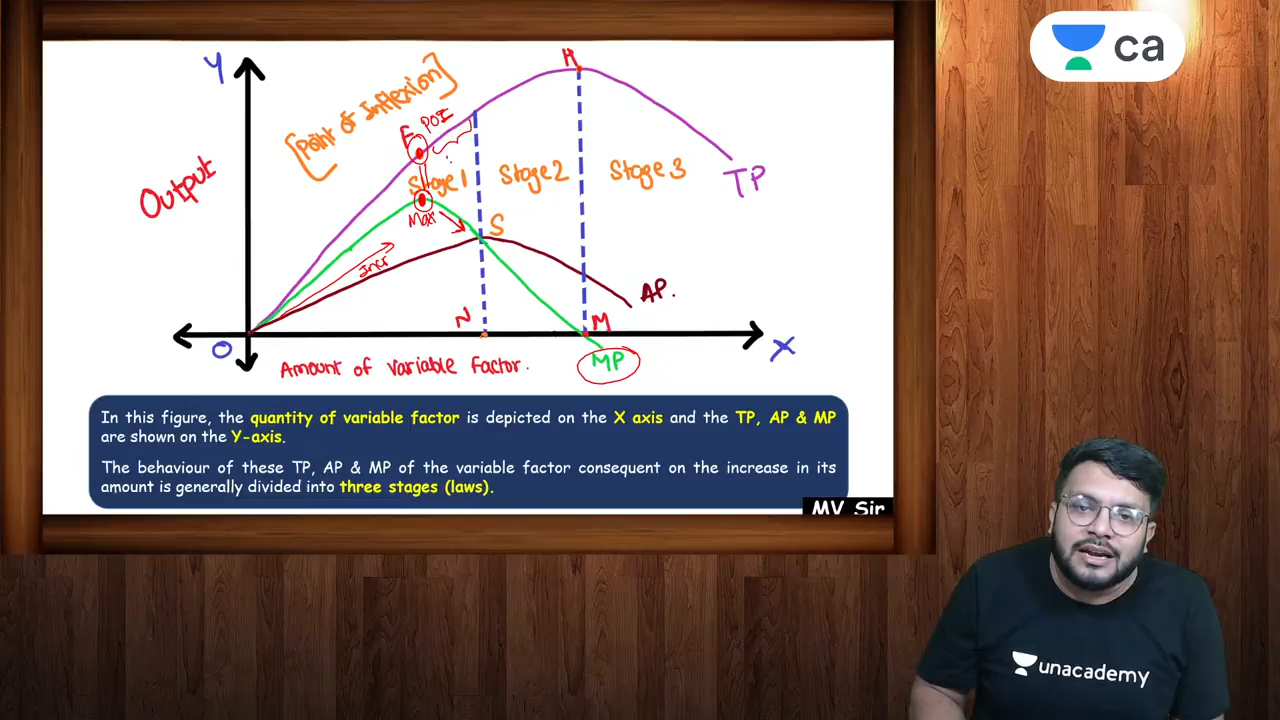 ca
Y
[Point of Inflexion]
H
F
POI
Output
Stage 1
Stage 2
Stage 3
TP
Max
S
Incr
AP.
N
M
O
X
Amount of variable factor.
MP
In this figure, the quantity of variable factor is depicted on the X axis and the TP, AP & MP
are shown on the Y-axis.
The behaviour of these TP, AP & MP of the variable factor consequent on the increase in its
amount is generally divided into three stages (laws).
MV Sir
unacademy